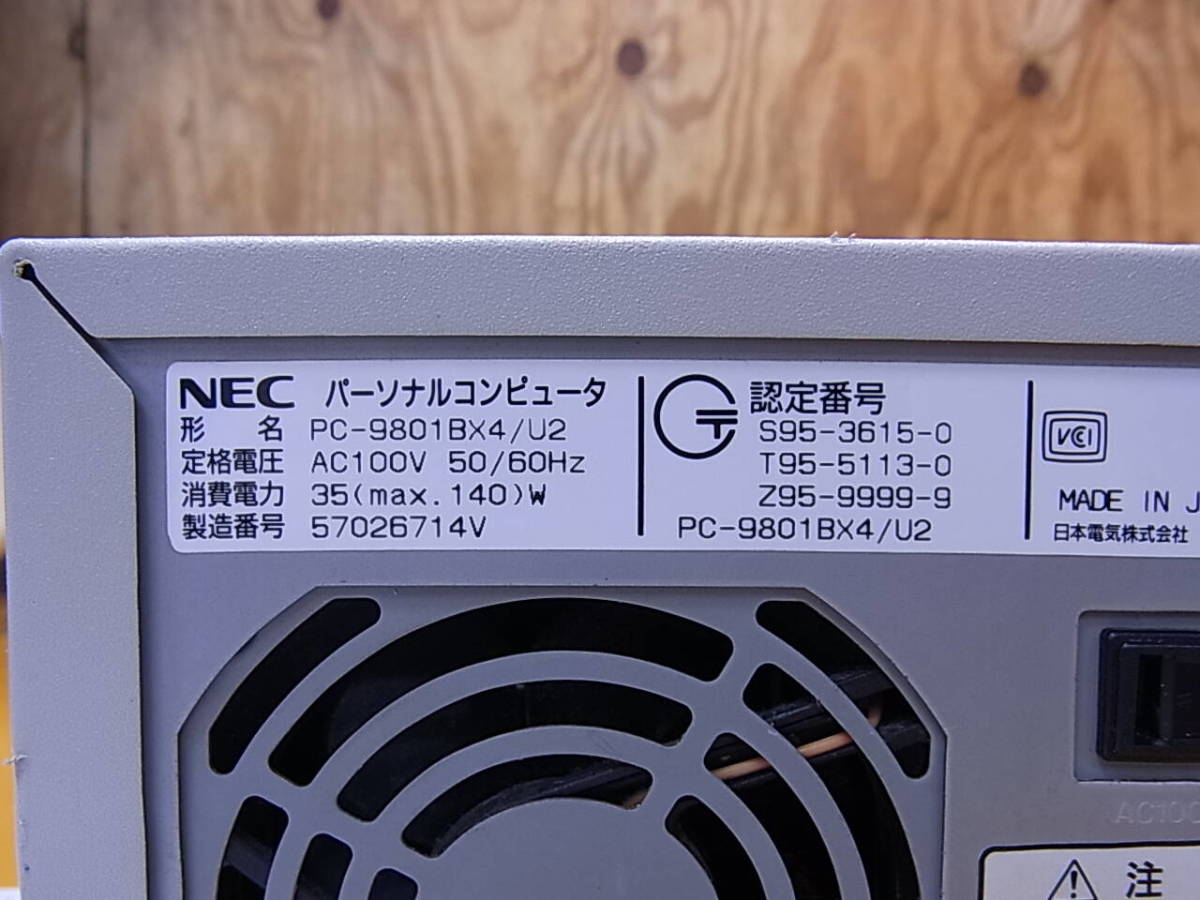 NEC パーソナルコンピュータ
形名 PC-9801BX4/U2
定格電圧 AC100V 50/60Hz
消費電力 35(max.140)W
製造番号 57026714V
認定番号
S95-3615-0
T95-5113-0
Z95-9999-9
PC-9801BX4/U2
VCI
MADE IN J
日本電気株式会社
AC100
注